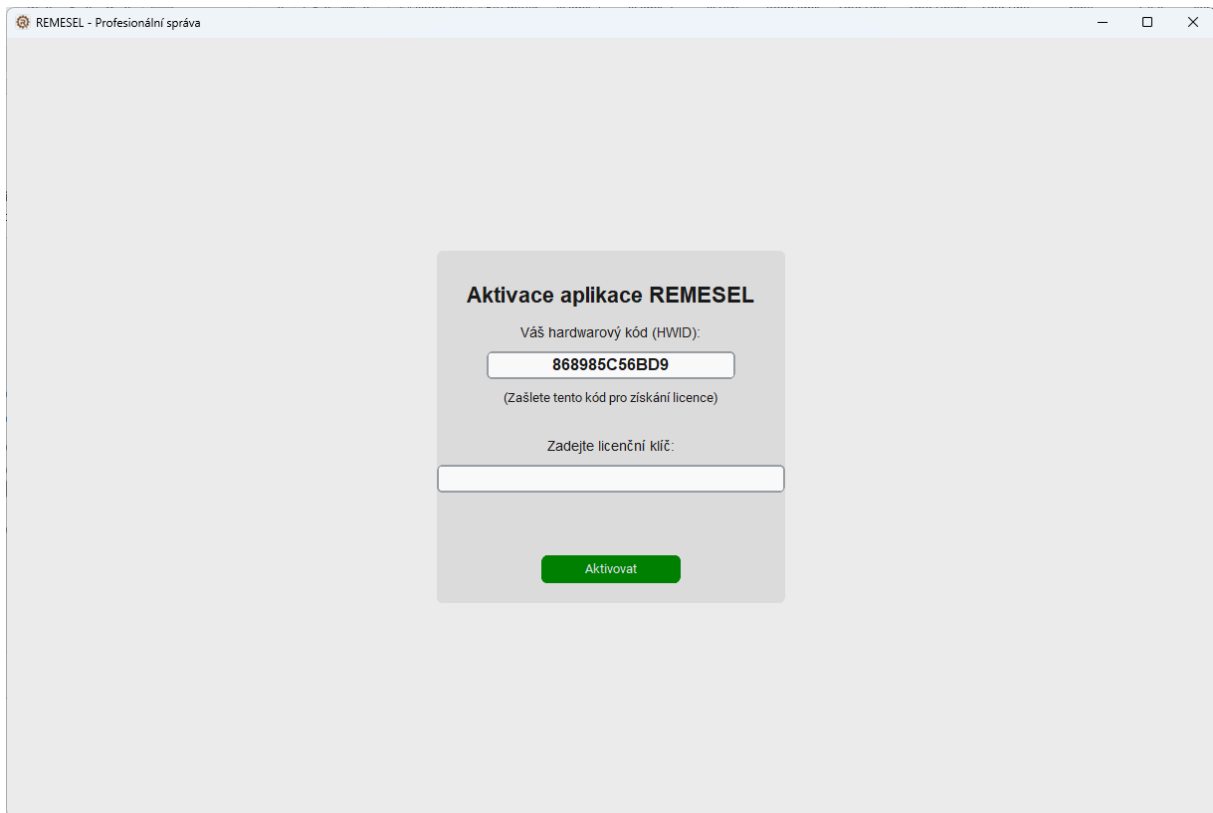 REMESEL - Profesionální správa
Aktivace aplikace REMESEL
Váš hardwarový kód (HWID):
868985C56BD9
(Zašlete tento kód pro získání licence)
Zadejte licenční klíč:
Aktivovat